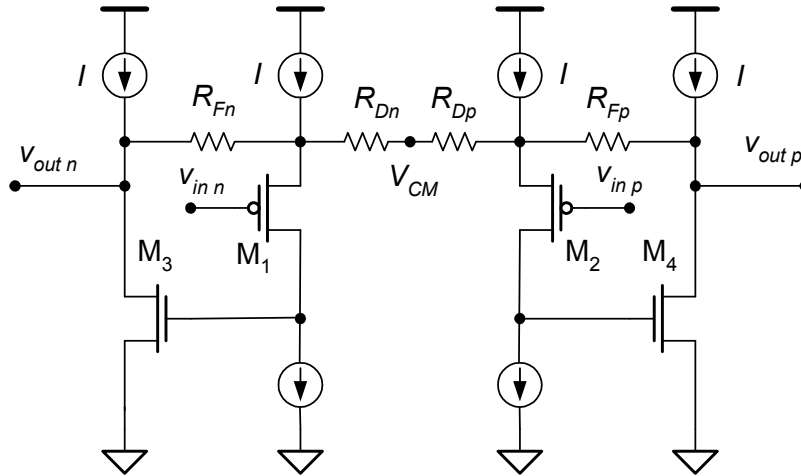 I
I
I
I
R_Fn
R_Dn
R_Dp
R_Fp
v_out n
v_in n
V_CM
v_in p
v_out p
M_3
M_1
M_2
M_4